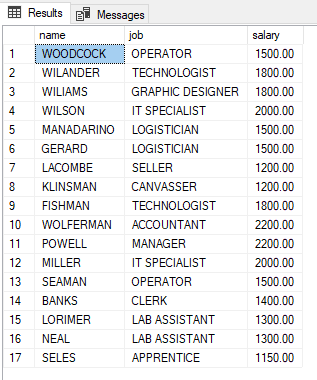 Results Messages
name job salary
1 WOODCOCK OPERATOR 1500.00
2 WILANDER TECHNOLOGIST 1800.00
3 WILIAMS GRAPHIC DESIGNER 1800.00
4 WILSON IT SPECIALIST 2000.00
5 MANADARINO LOGISTICIAN 1500.00
6 GERARD LOGISTICIAN 1500.00
7 LACOMBE SELLER 1200.00
8 KLINSMAN CANVASSER 1200.00
9 FISHMAN TECHNOLOGIST 1800.00
10 WOLFERMAN ACCOUNTANT 2200.00
11 POWELL MANAGER 2200.00
12 MILLER IT SPECIALIST 2000.00
13 SEAMAN OPERATOR 1500.00
14 BANKS CLERK 1400.00
15 LORIMER LAB ASSISTANT 1300.00
16 NEAL LAB ASSISTANT 1300.00
17 SELES APPRENTICE 1150.00